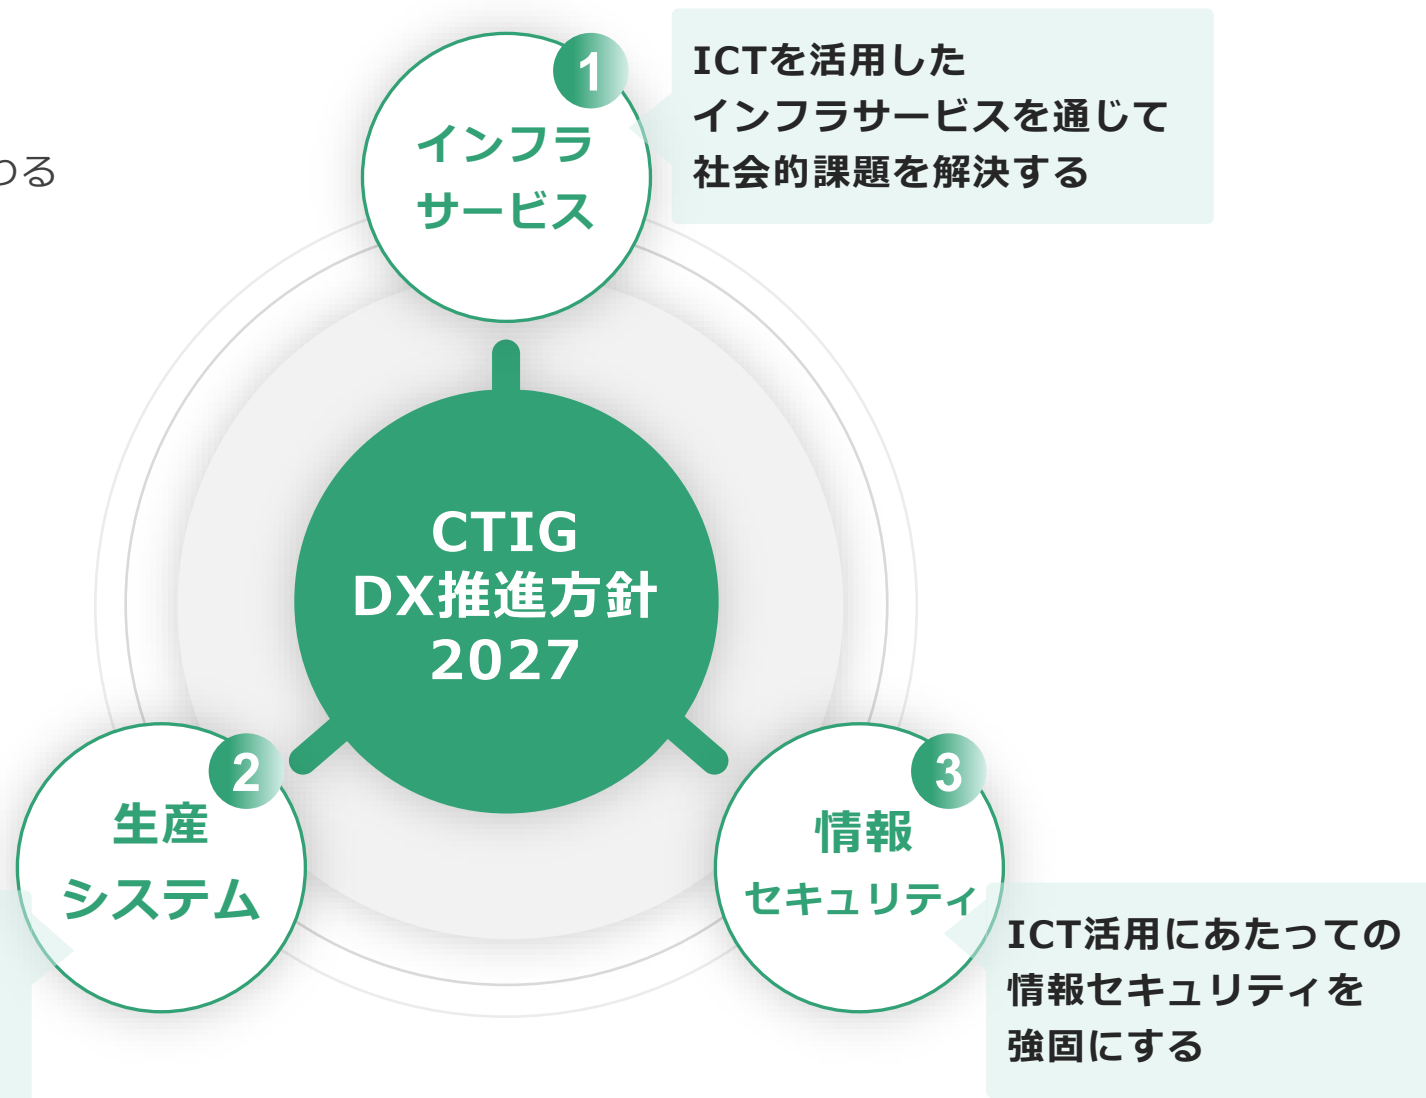 1
インフラ
サービス
ICTを活用した
インフラサービスを通じて
社会的課題を解決する
わる
CTIG
DX推進方針
2027
2
生産
システム
3
情報
セキュリティ
ICT活用にあたっての
情報セキュリティを
強固にする